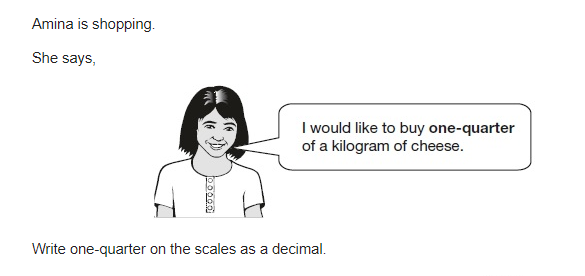 Amina is shopping.
She says,
I would like to buy one-quarter
of a kilogram of cheese.
Write one-quarter on the scales as a decimal.